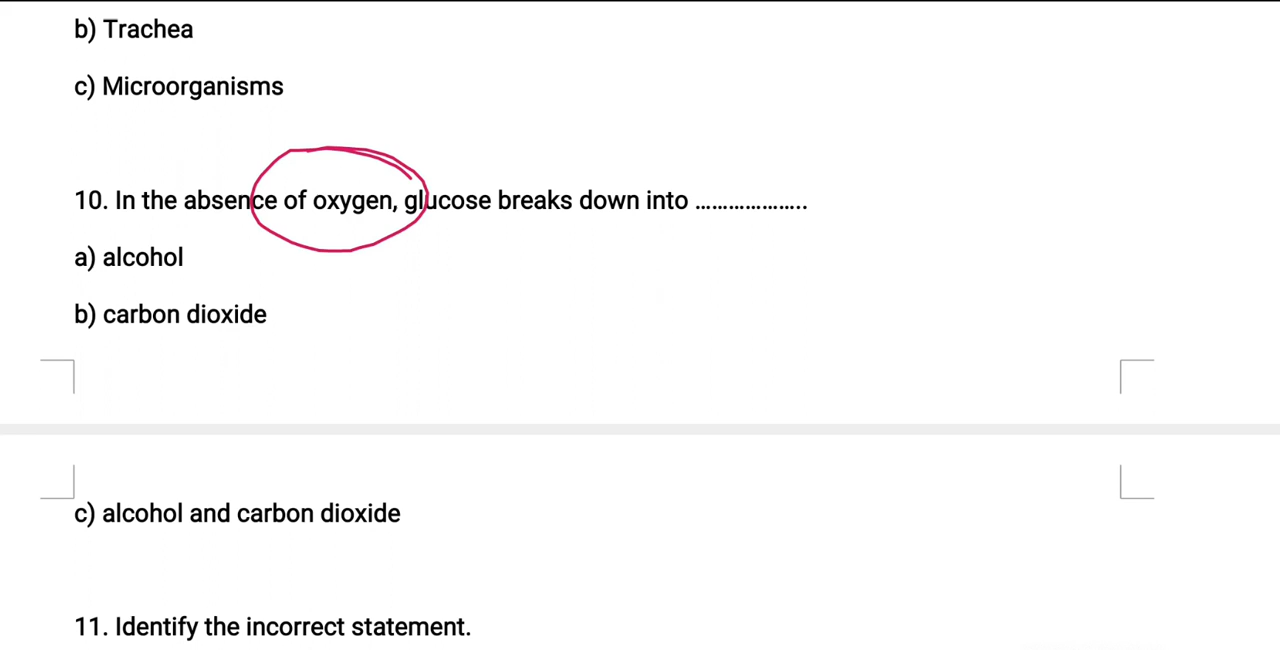 b) Trachea
c) Microorganisms
10. In the absence of oxygen, glucose breaks down into ....................
a) alcohol
b) carbon dioxide
c) alcohol and carbon dioxide
11. Identify the incorrect statement.